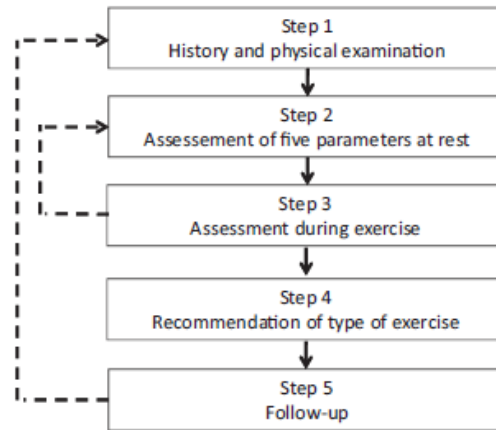 Step 1
History and physical examination
Step 2
Assessement of five parameters at rest
Step 3
Assessment during exercise
Step 4
Recommendation of type of exercise
Step 5
Follow-up